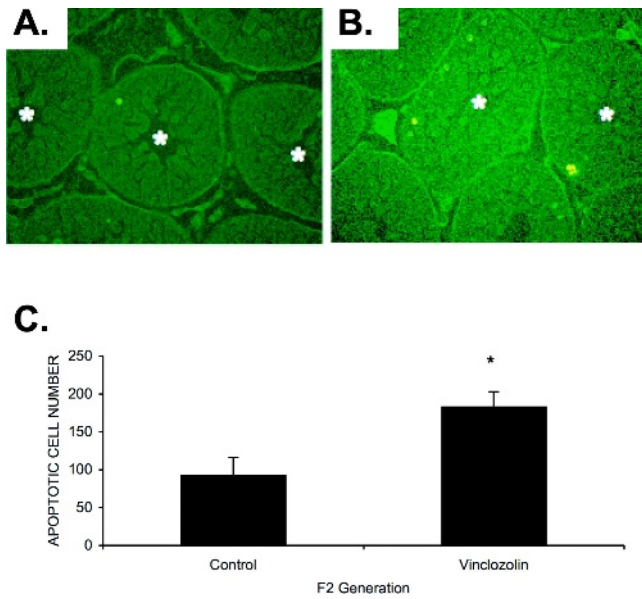 A.
B.
C.
*
250
200
150
100
50
0
APOPTOTIC CELL NUMBER
Control
Vinclozolin
F2 Generation